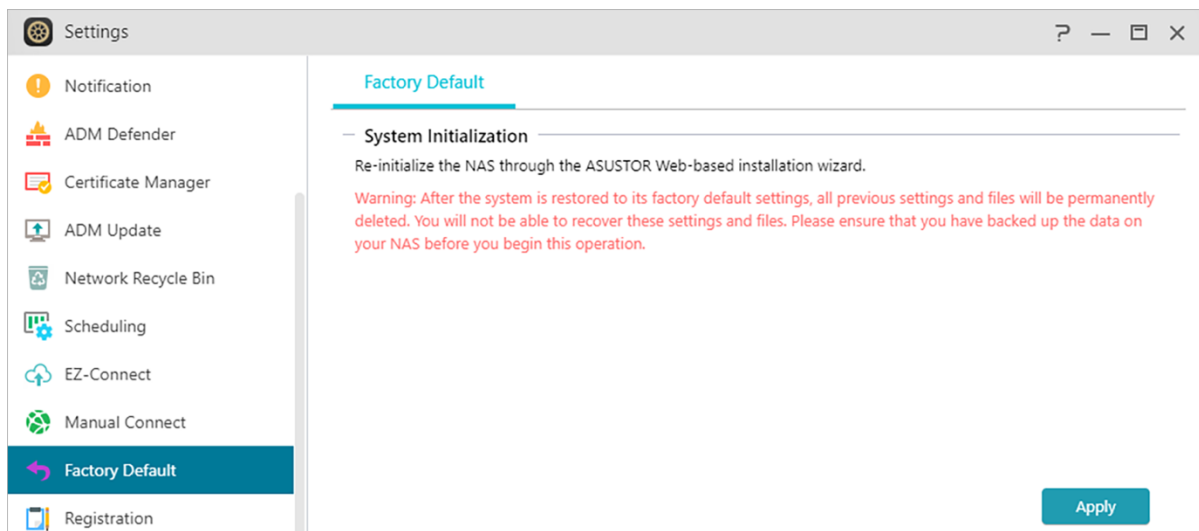 Settings
Notification
ADM Defender
Certificate Manager
ADM Update
Network Recycle Bin
Scheduling
EZ-Connect
Manual Connect
Factory Default
Registration
Factory Default
System Initialization
Re-initialize the NAS through the ASUSTOR Web-based installation wizard.
Warning: After the system is restored to its factory default settings, all previous settings and files will be permanently
deleted. You will not be able to recover these settings and files. Please ensure that you have backed up the data on
your NAS before you begin this operation.
Apply